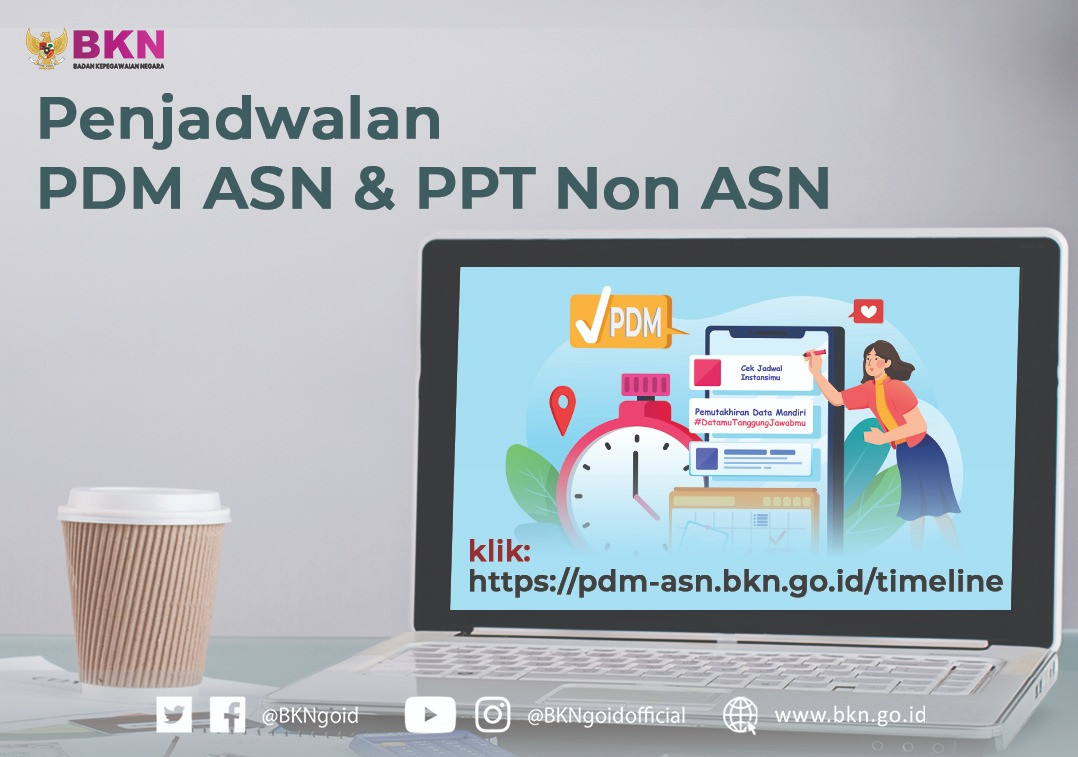 BKN
BADAN KEPEGAWAIAN NEGARA
Penjadwalan
PDM ASN & PPT Non ASN
PDM
Cek Jadwal
Instansimu
Pemutakhiran Data Mandiri
#DatamuTanggungJawabmu
klik:
https://pdm-asn.bkn.go.id/timeline
@BKNgoid
@BKNgoidofficial
www.bkn.go.id